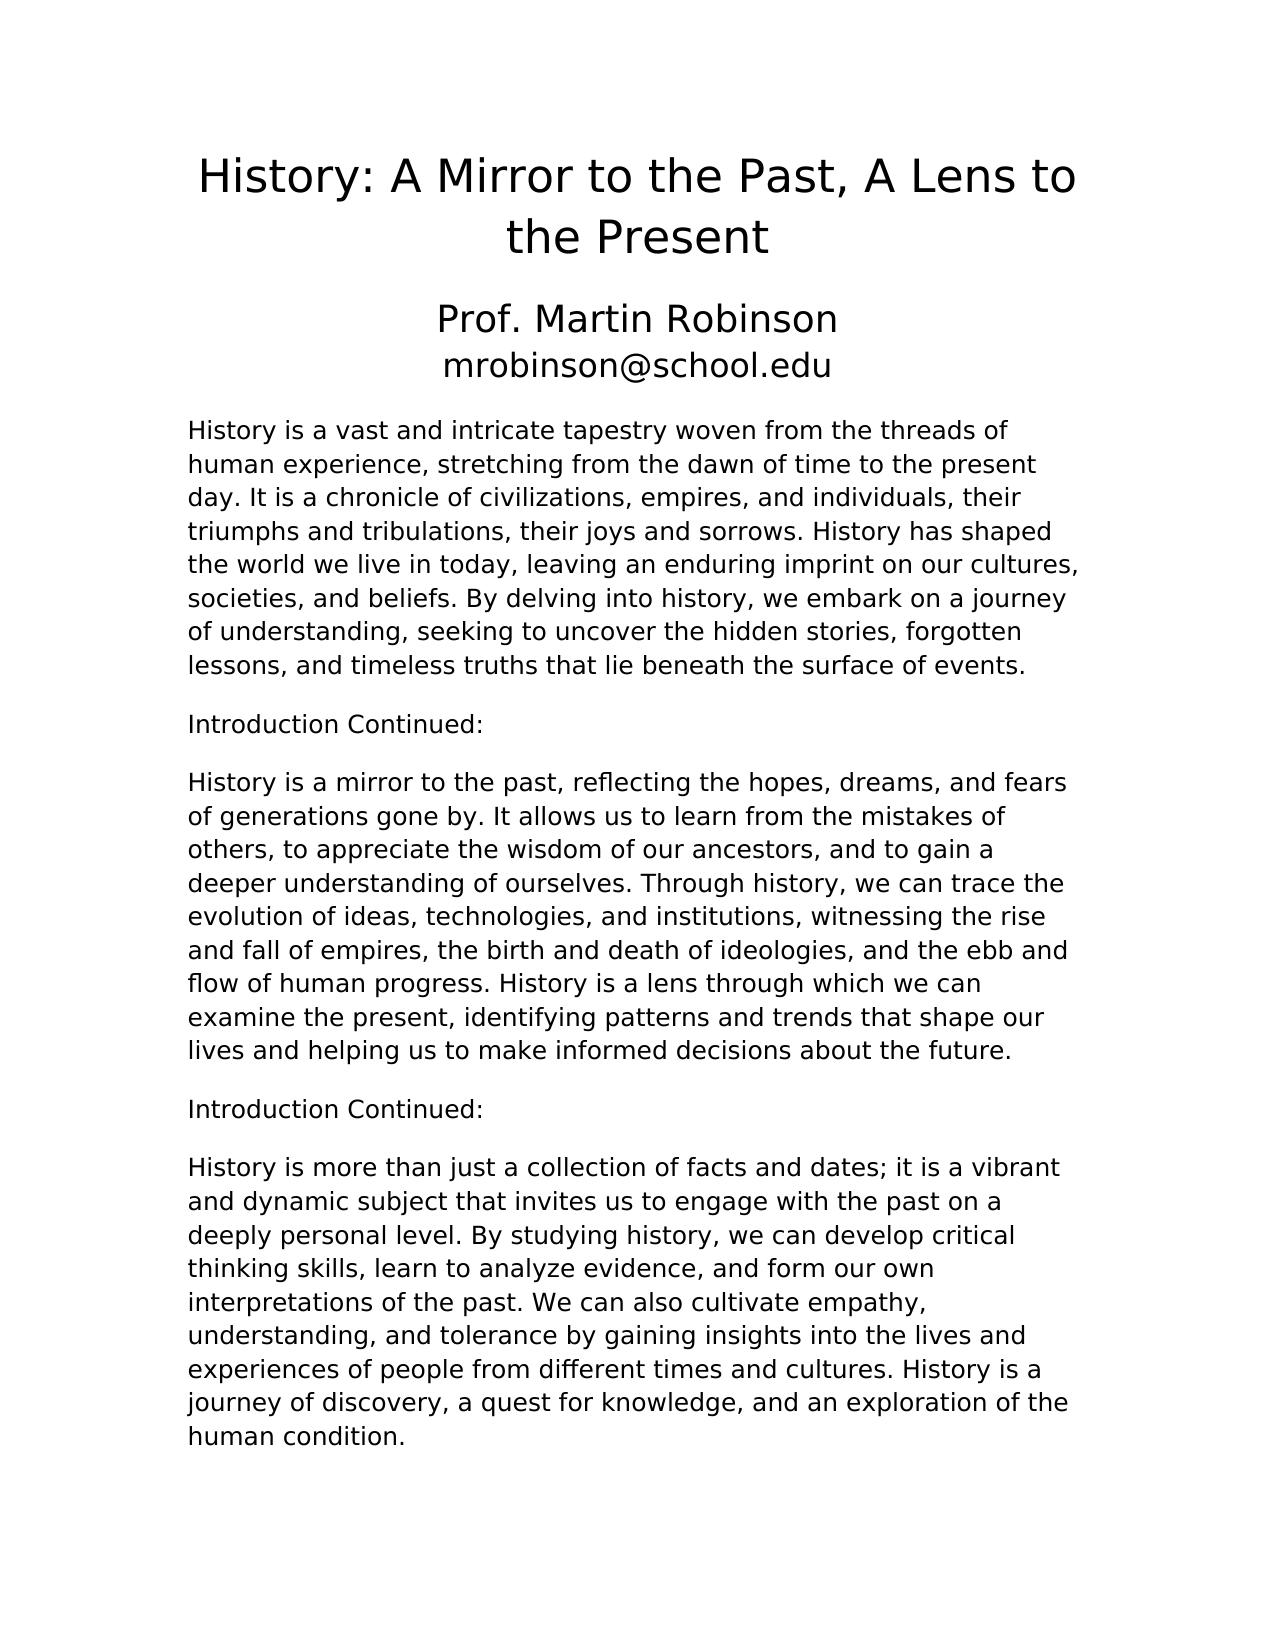 History: A Mirror to the Past, A Lens to
the Present
Prof. Martin Robinson
mrobinson@school.edu
History is a vast and intricate tapestry woven from the threads of
human experience, stretching from the dawn of time to the present
day. It is a chronicle of civilizations, empires, and individuals, their
triumphs and tribulations, their joys and sorrows. History has shaped
the world we live in today, leaving an enduring imprint on our cultures,
societies, and beliefs. By delving into history, we embark on a journey
of understanding, seeking to uncover the hidden stories, forgotten
lessons, and timeless truths that lie beneath the surface of events.
Introduction Continued:
History is a mirror to the past, reflecting the hopes, dreams, and fears
of generations gone by. It allows us to learn from the mistakes of
others, to appreciate the wisdom of our ancestors, and to gain a
deeper understanding of ourselves. Through history, we can trace the
evolution of ideas, technologies, and institutions, witnessing the rise
and fall of empires, the birth and death of ideologies, and the ebb and
flow of human progress. History is a lens through which we can
examine the present, identifying patterns and trends that shape our
lives and helping us to make informed decisions about the future.
Introduction Continued:
History is more than just a collection of facts and dates; it is a vibrant
and dynamic subject that invites us to engage with the past on a
deeply personal level. By studying history, we can develop critical
thinking skills, learn to analyze evidence, and form our own
interpretations of the past. We can also cultivate empathy,
understanding, and tolerance by gaining insights into the lives and
experiences of people from different times and cultures. History is a
journey of discovery, a quest for knowledge, and an exploration of the
human condition.